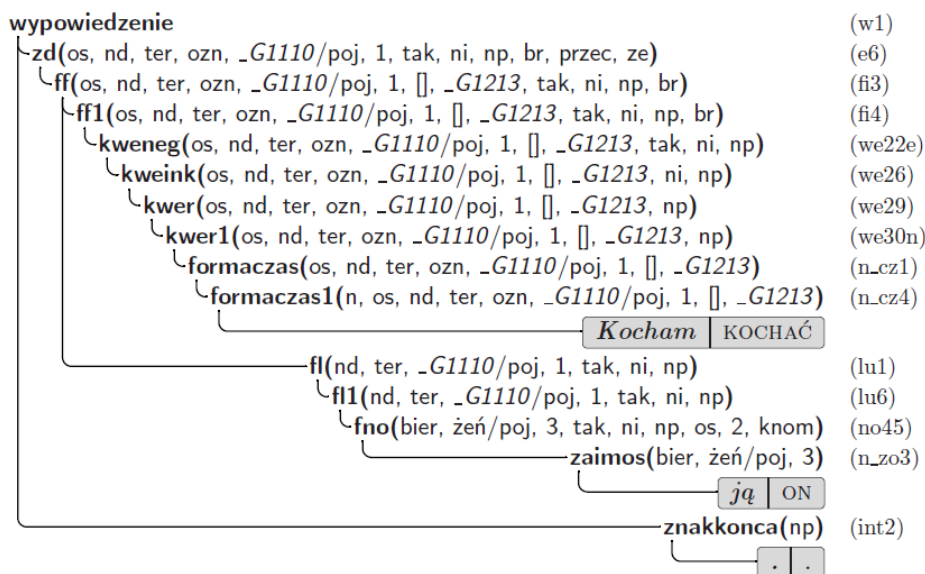 wypowiedzenie (w1)
zd(os, nd, ter, ozn, _G1110/poj, 1, tak, ni, np, br, przec, ze) (e6)
ff(os, nd, ter, ozn, _G1110/poj, 1, [], _G1213, tak, ni, np, br) (fi3)
ff1(os, nd, ter, ozn, _G1110/poj, 1, [], _G1213, tak, ni, np, br) (fi4)
kweneg(os, nd, ter, ozn, _G1110/poj, 1, [], _G1213, tak, ni, np) (we22e)
kweink(os, nd, ter, ozn, _G1110/poj, 1, [], _G1213, ni, np) (we26)
kwer(os, nd, ter, ozn, _G1110/poj, 1, [], _G1213, np) (we29)
kwer1(os, nd, ter, ozn, _G1110/poj, 1, [], _G1213, np) (we30n)
formaczas(os, nd, ter, ozn, _G1110/poj, 1, [], _G1213) (n_cz1)
formaczas1(n, os, nd, ter, ozn, _G1110/poj, 1, [], _G1213) (n_cz4)
Kocham KOCHAĆ
fl(nd, ter, _G1110/poj, 1, tak, ni, np) (lu1)
fl1(nd, ter, _G1110/poj, 1, tak, ni, np) (lu6)
fno(bier, żeń/poj, 3, tak, ni, np, os, 2, knom) (no45)
zaimos(bier, żeń/poj, 3) (n_zo3)
ją ON
znakkonca(np) (int2)
. .